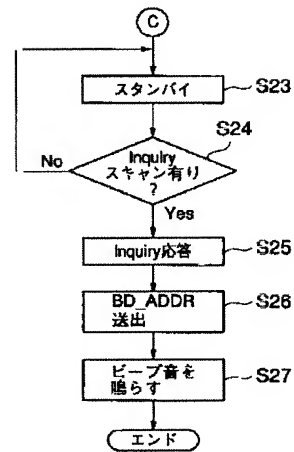 C
スタンバイ
S23
S24
Inquiry
スキャン有り
?
No
Yes
Inquiry応答
S25
BD_ADDR
送出
S26
ビープ音を
鳴らす
S27
エンド